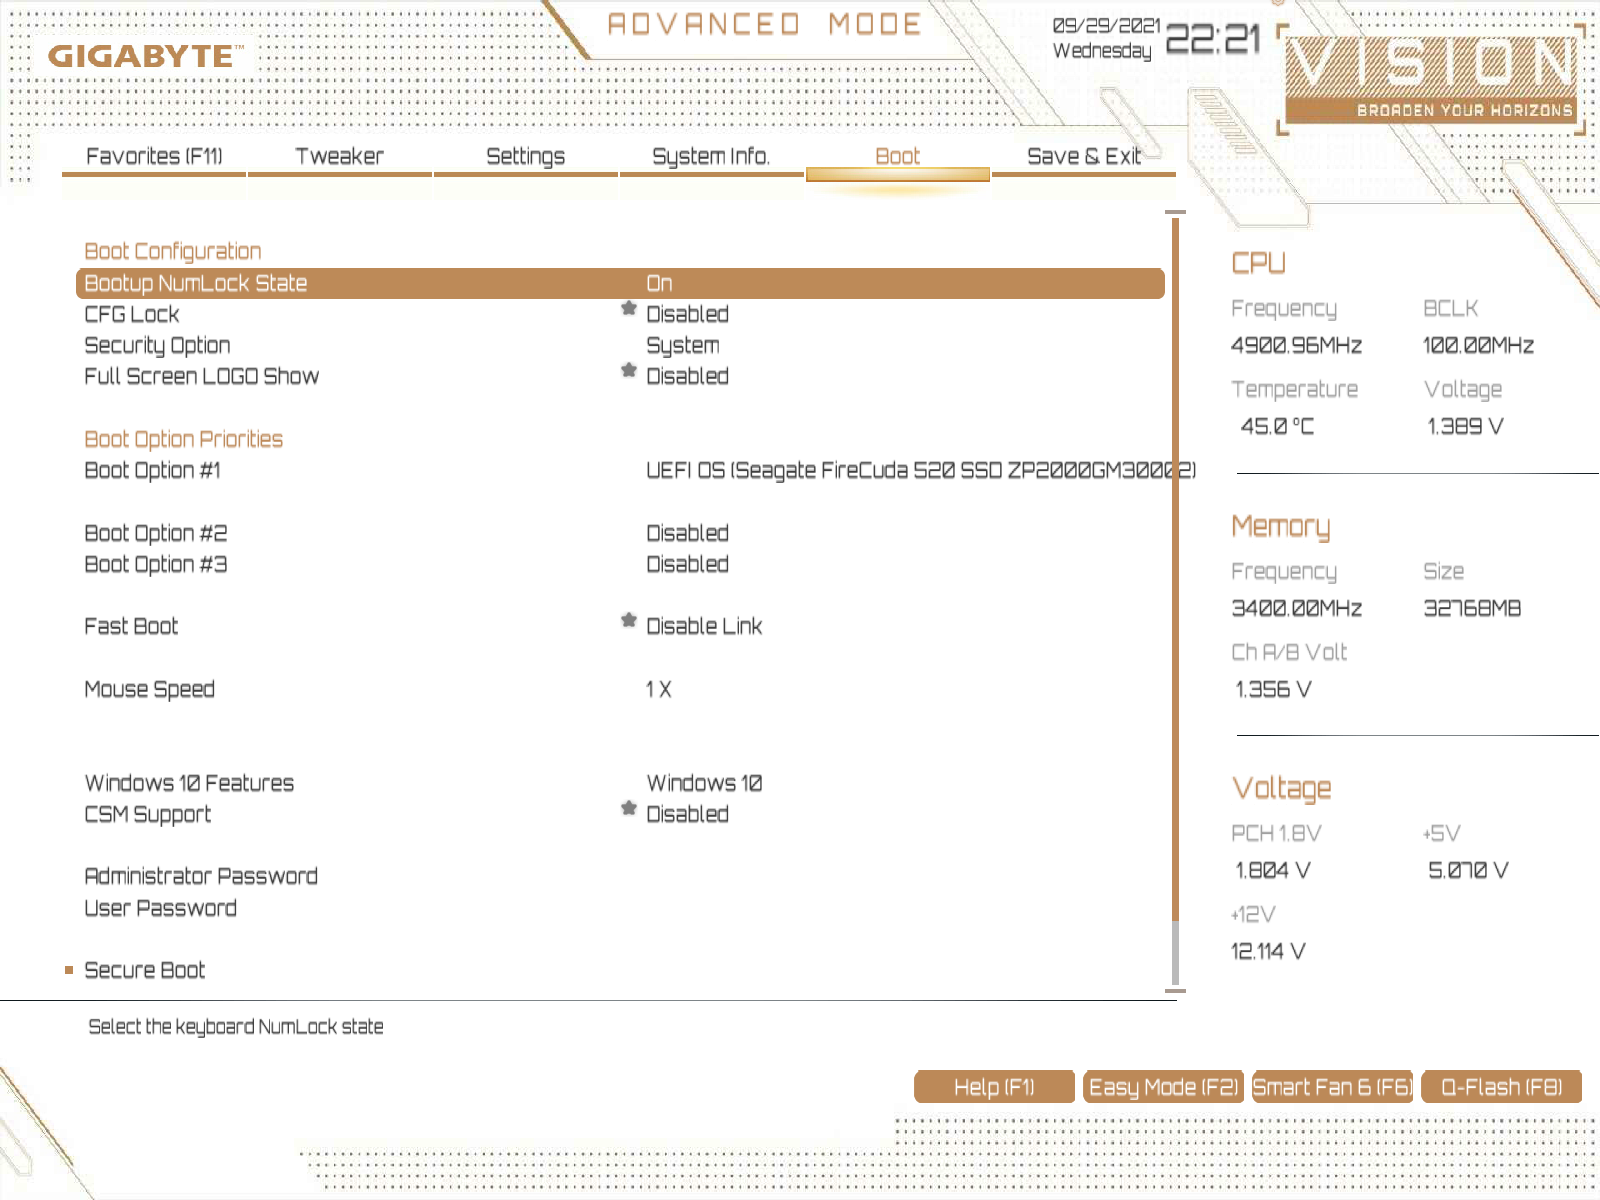 ADVANCED MODE
GIGABYTE™
09/29/2021
Wednesday
22:21
VISION
BROADEN YOUR HORIZONS
Favorites (F11) Tweaker Settings System Info. Boot Save & Exit
Boot Configuration
Bootup NumLock State On
CFG Lock Disabled
Security Option System
Full Screen LOGO Show Disabled
Boot Option Priorities
Boot Option #1 UEFI OS (Seagate FireCuda 520 SSD ZP2000GM30002)
Boot Option #2 Disabled
Boot Option #3 Disabled
Fast Boot Disable Link
Mouse Speed 1 X
Windows 10 Features Windows 10
CSM Support Disabled
Administrator Password
User Password
Secure Boot
Select the keyboard NumLock state
CPU
Frequency BCLK
4900.96MHz 100.00MHz
Temperature Voltage
45.0 °C 1.389 V
Memory
Frequency Size
3400.00MHz 32768MB
Ch A/B Volt
1.356 V
Voltage
PCH 1.8V +5V
1.804 V 5.070 V
+12V
12.114 V
Help (F1) Easy Mode (F2) Smart Fan 6 (F6) Q-Flash (F8)